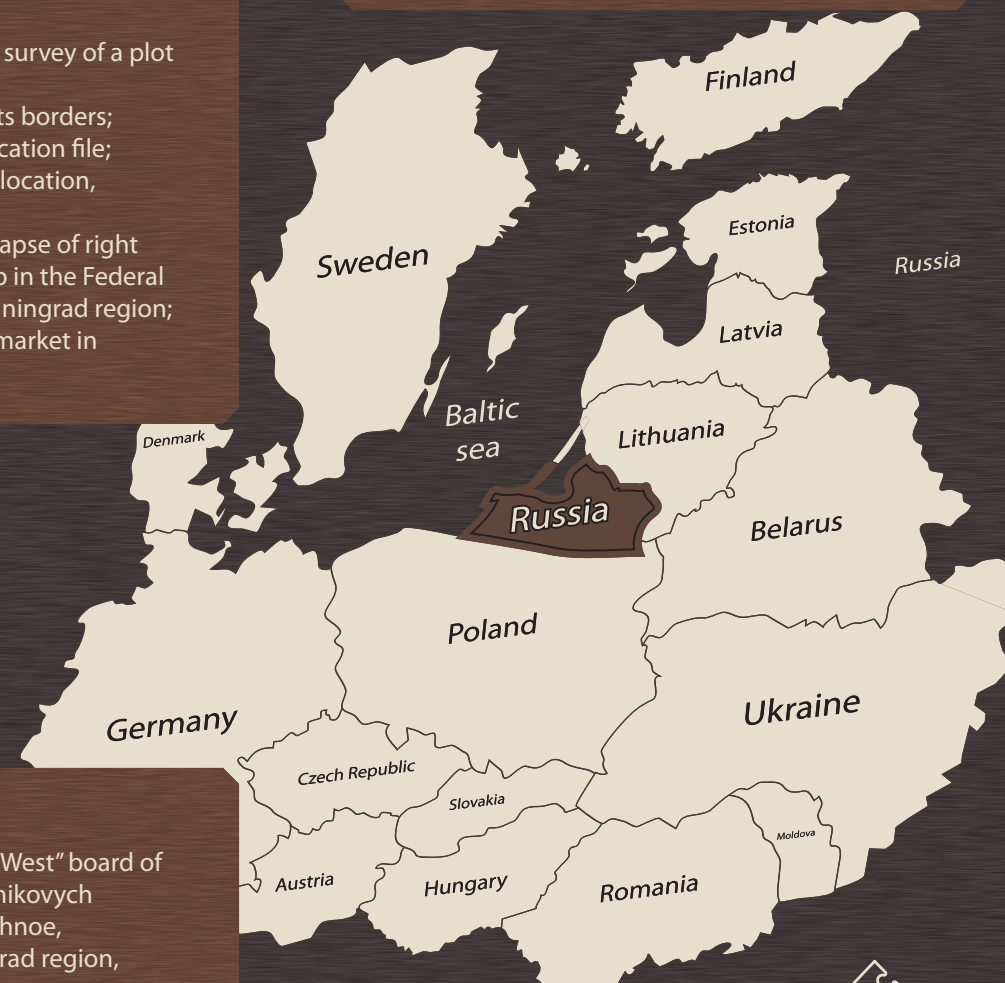 survey of a plot
ts borders;
cation file;
location,
apse of right
in the Federal
ningrad region;
market in
Finland
Estonia
Sweden
Russia
Latvia
Baltic
sea
Denmark
Lithuania
Russia
Belarus
Poland
Germany
Ukraine
Czech Republic
Slovakia
Moldova
West” board of
nikovych
hnoe,
rad region,
Austria
Hungary
Romania